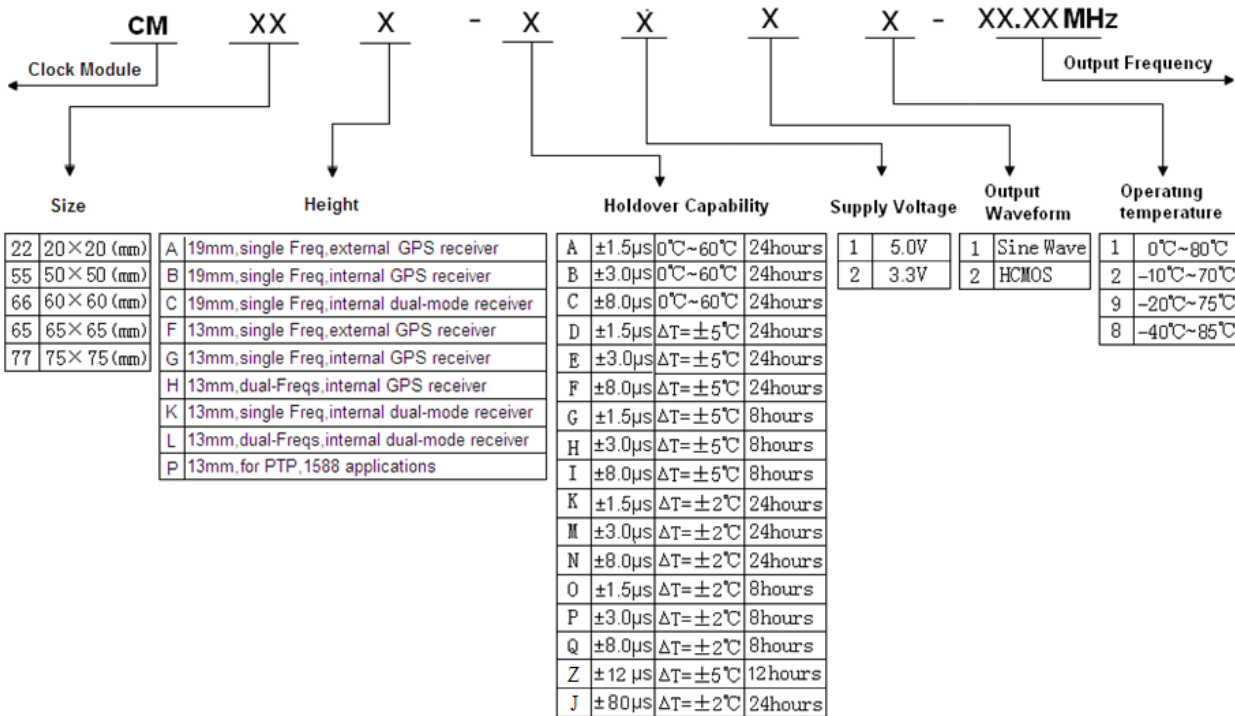 CM XX X - X X X X - XX.XX MHz
Clock Module
Output Frequency
Size
22 20×20(mm)
55 50×50(mm)
66 60×60(mm)
65 65×65(mm)
77 75×75(mm)
Height
A 19mm,single Freq,external GPS receiver
B 19mm,single Freq,internal GPS receiver
C 19mm,single Freq,internal dual-mode receiver
F 13mm,single Freq,external GPS receiver
G 13mm,single Freq,internal GPS receiver
H 13mm,dual-Freqs,internal GPS receiver
K 13mm,single Freq,internal dual-mode receiver
L 13mm,dual-Freqs,internal dual-mode receiver
P 13mm,for PTP,1588 applications
Holdover Capability
A ±1.5μs 0℃~60℃ 24hours
B ±3.0μs 0℃~60℃ 24hours
C ±8.0μs 0℃~60℃ 24hours
D ±1.5μs ΔT=±5℃ 24hours
E ±3.0μs ΔT=±5℃ 24hours
F ±8.0μs ΔT=±5℃ 24hours
G ±1.5μs ΔT=±5℃ 8hours
H ±3.0μs ΔT=±5℃ 8hours
I ±8.0μs ΔT=±5℃ 8hours
K ±1.5μs ΔT=±2℃ 24hours
M ±3.0μs ΔT=±2℃ 24hours
N ±8.0μs ΔT=±2℃ 24hours
O ±1.5μs ΔT=±2℃ 8hours
P ±3.0μs ΔT=±2℃ 8hours
Q ±8.0μs ΔT=±2℃ 8hours
Z ±12 μs ΔT=±5℃ 12hours
J ±80μs ΔT=±2℃ 24hours
Supply Voltage
1 5.0V
2 3.3V
Output
Waveform
1 Sine Wave
2 HCMOS
Operating
temperature
1 0℃~80℃
2 -10℃~70℃
9 -20℃~75℃
8 -40℃~85℃